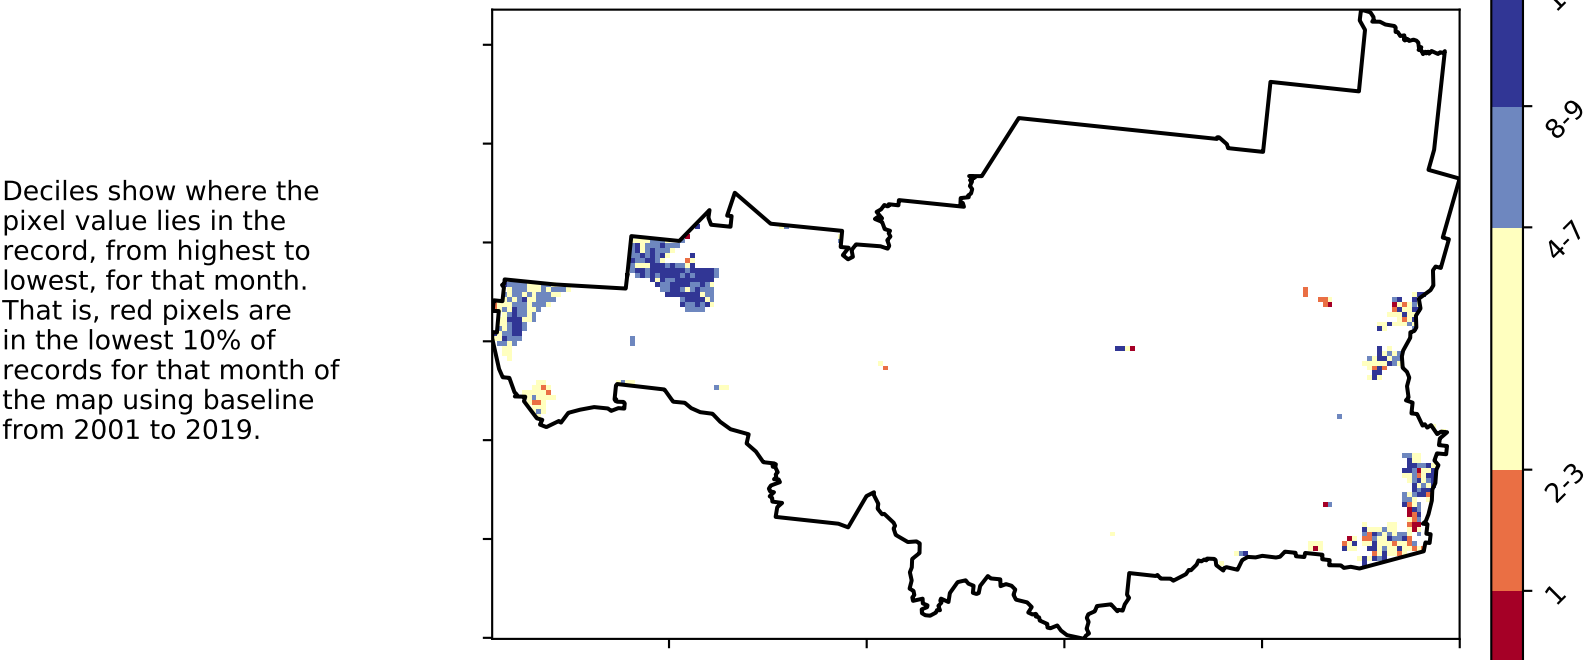 Deciles show where the
pixel value lies in the
record, from highest to
lowest, for that month.
That is, red pixels are
in the lowest 10% of
records for that month of
the map using baseline
from 2001 to 2019.
8-9
4-7
2-3
1